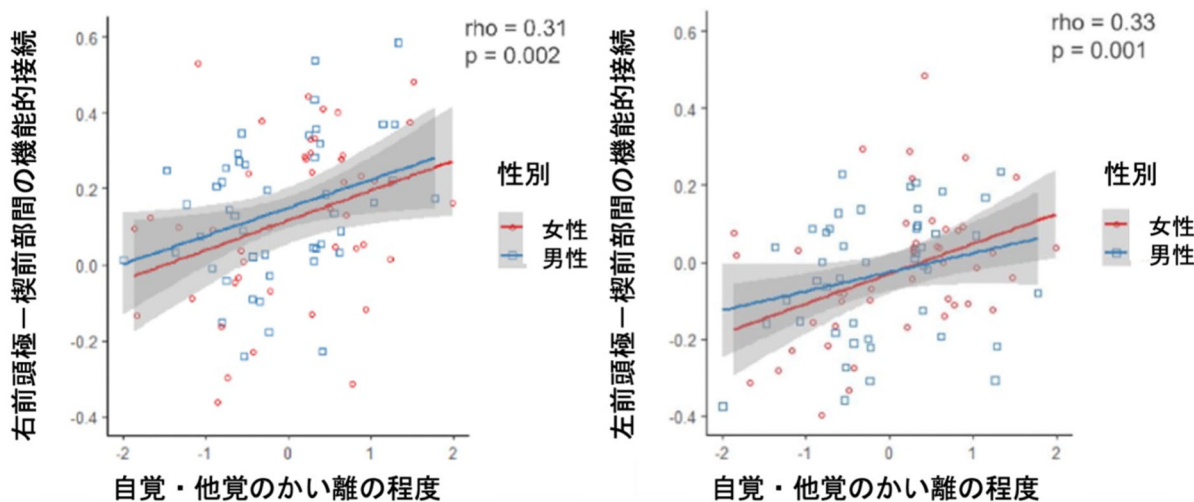 右前頭極ー楔前部間の機能的接続
0.6
0.4
0.2
0.0
-0.2
-0.4
-2
-1
0
1
2
自覚・他覚のかい離の程度
rho = 0.31
p = 0.002
性別
女性
男性
左前頭極ー楔前部間の機能的接続
0.6
0.4
0.2
0.0
-0.2
-0.4
-2
-1
0
1
2
自覚・他覚のかい離の程度
rho = 0.33
p = 0.001
性別
女性
男性